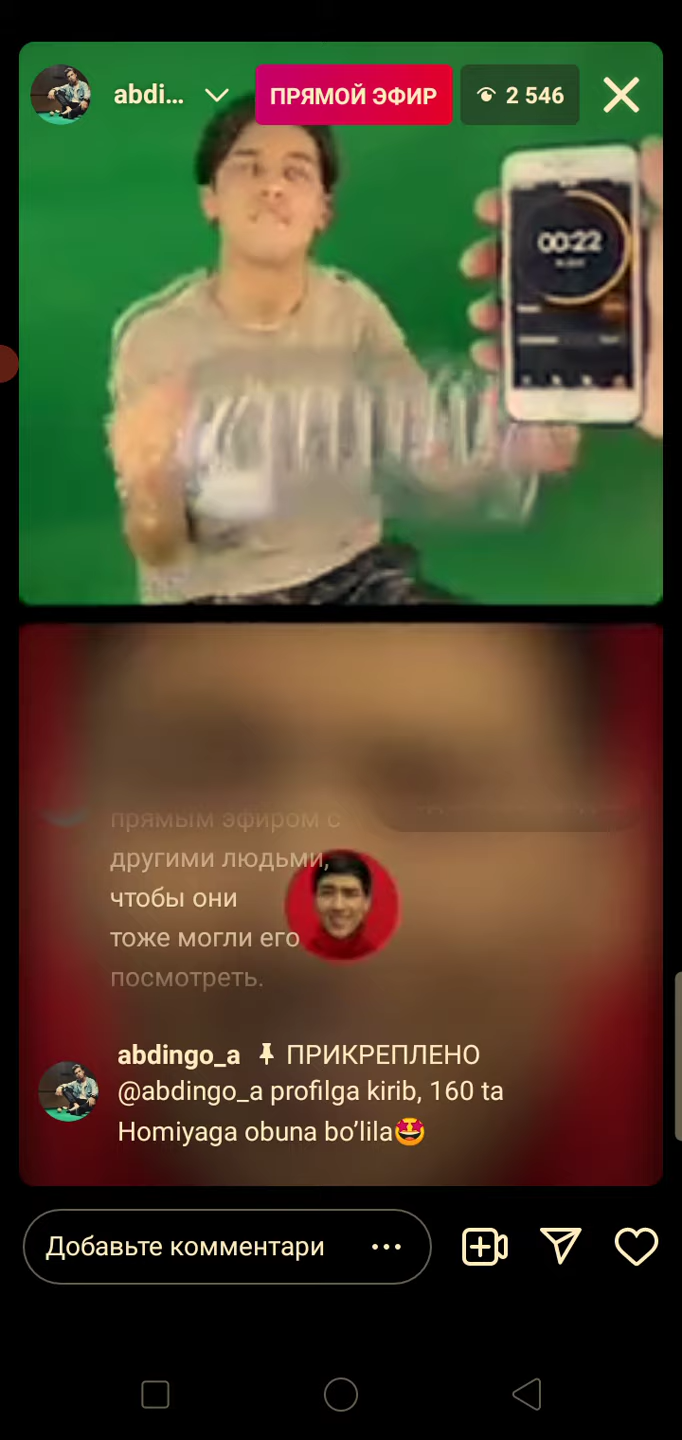 abdi...
ПРЯМОЙ ЭФИР
2 546
00:22
прямым эфиром с
другими людьми,
чтобы они
тоже могли его
посмотреть.
abdingo_a ПРИКРЕПЛЕНО
@abdingo_a profilga kirib, 160 ta
Homiyaga obuna bo’lila🤩
Добавьте комментари